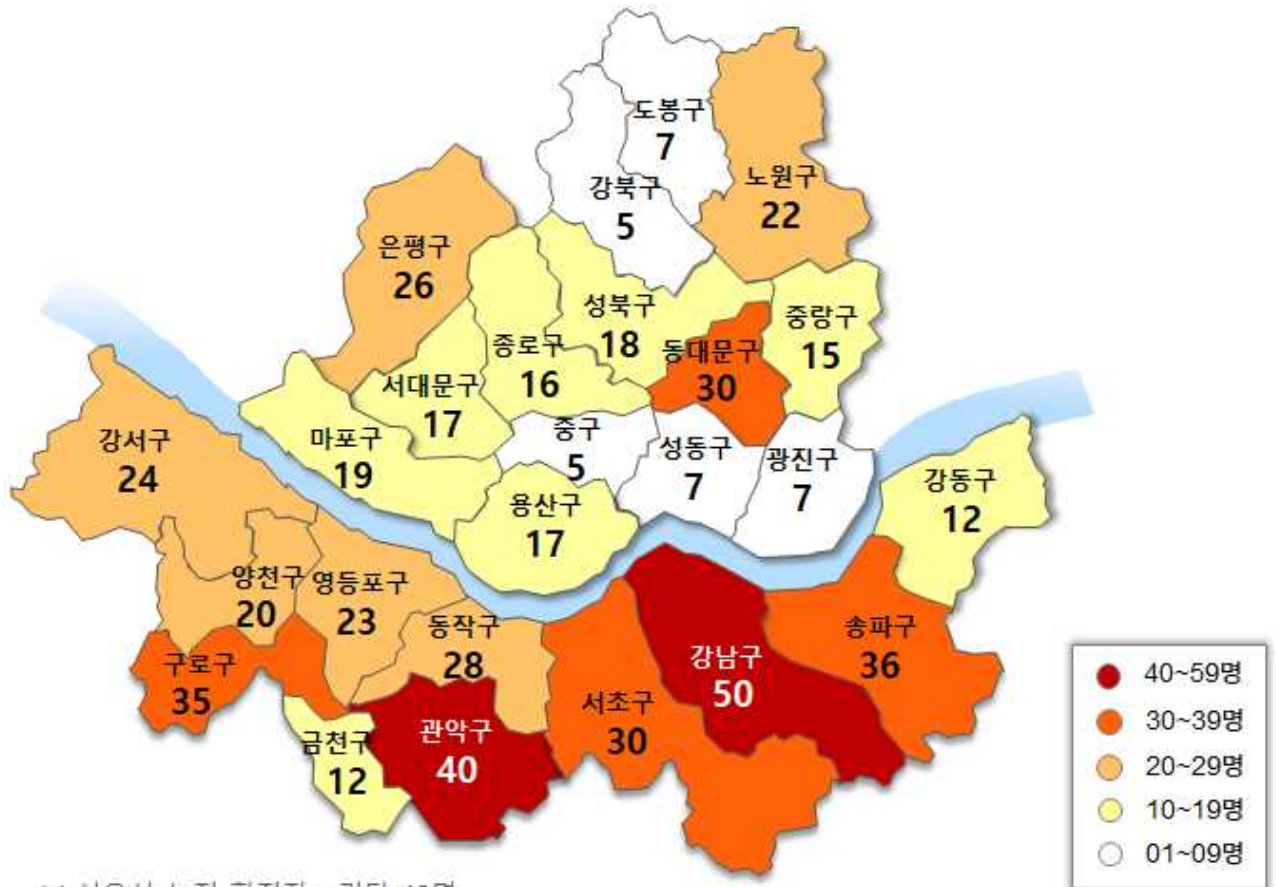 도봉구
7
강북구
5
노원구
22
은평구
26
성북구
18
중랑구
15
종로구
16
동대문구
30
서대문구
17
마포구
19
중구
5
성동구
7
광진구
7
강서구
24
용산구
17
강동구
12
양천구
20
영등포구
23
동작구
28
구로구
35
송파구
36
강남구
50
서초구
30
관악구
40
금천구
12
40~59명
30~39명
20~29명
10~19명
01~09명